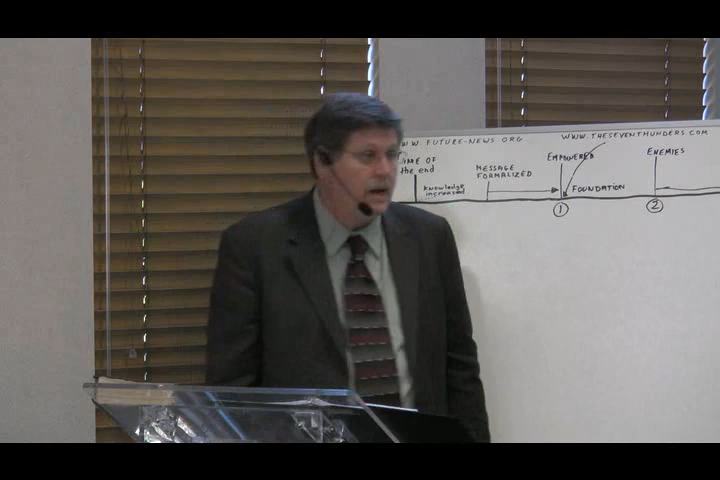 WW.FUTURE-NEWS.ORG
WWW.THESEVENTHUNDERS.COM
TIME OF
the end
Knowledge
increased
MESSAGE
FORMALIZED
EMPOWERED
FOUNDATION
ENEMIES
1
2